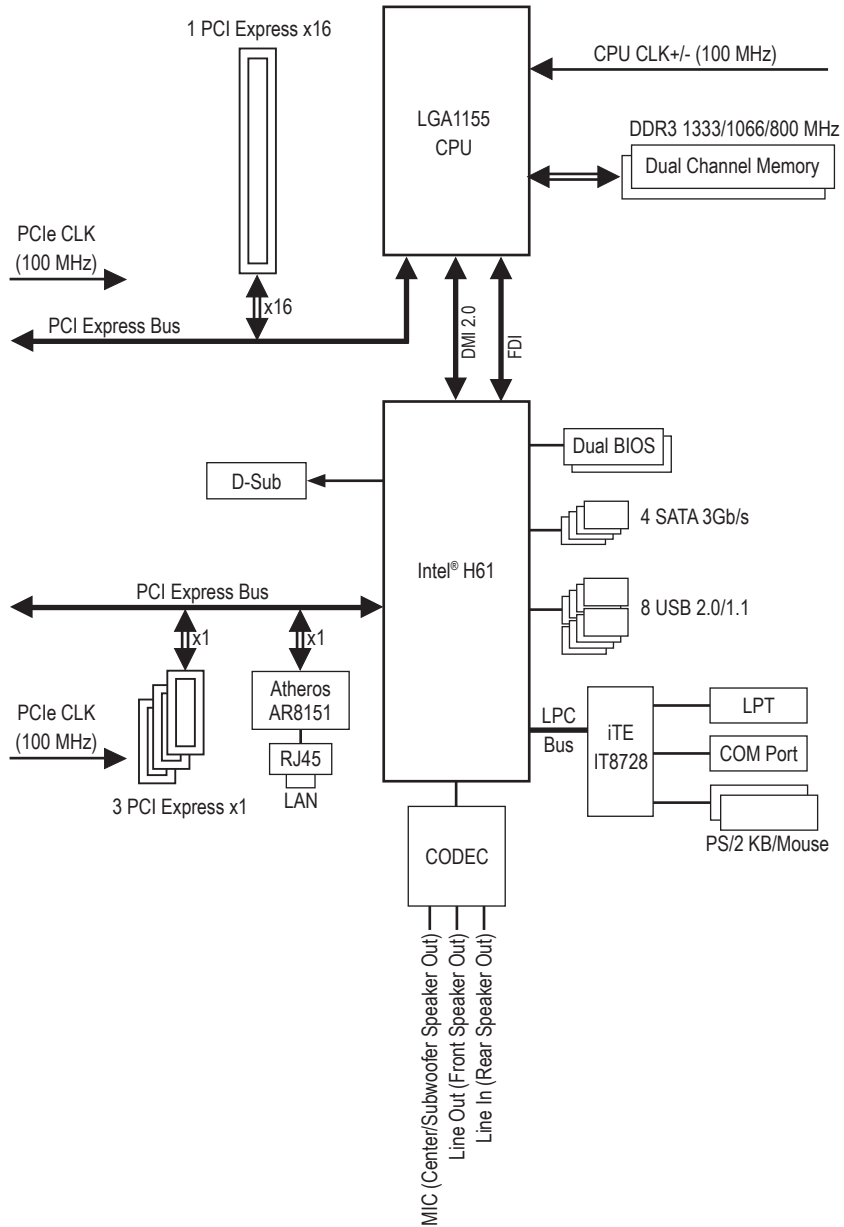 1 PCI Express x16
CPU CLK+/- (100 MHz)
LGA1155
CPU
DDR3 1333/1066/800 MHz
Dual Channel Memory
PCIe CLK
(100 MHz)
x16
PCI Express Bus
DMI 2.0
FDI
Dual BIOS
D-Sub
4 SATA 3Gb/s
Intel® H61
PCI Express Bus
8 USB 2.0/1.1
x1
x1
Atheros
AR8151
PCIe CLK
(100 MHz)
RJ45
LAN
3 PCI Express x1
LPC
Bus
iTE
IT8728
LPT
COM Port
PS/2 KB/Mouse
CODEC
MIC (Center/Subwoofer Speaker Out)
Line Out (Front Speaker Out)
Line In (Rear Speaker Out)